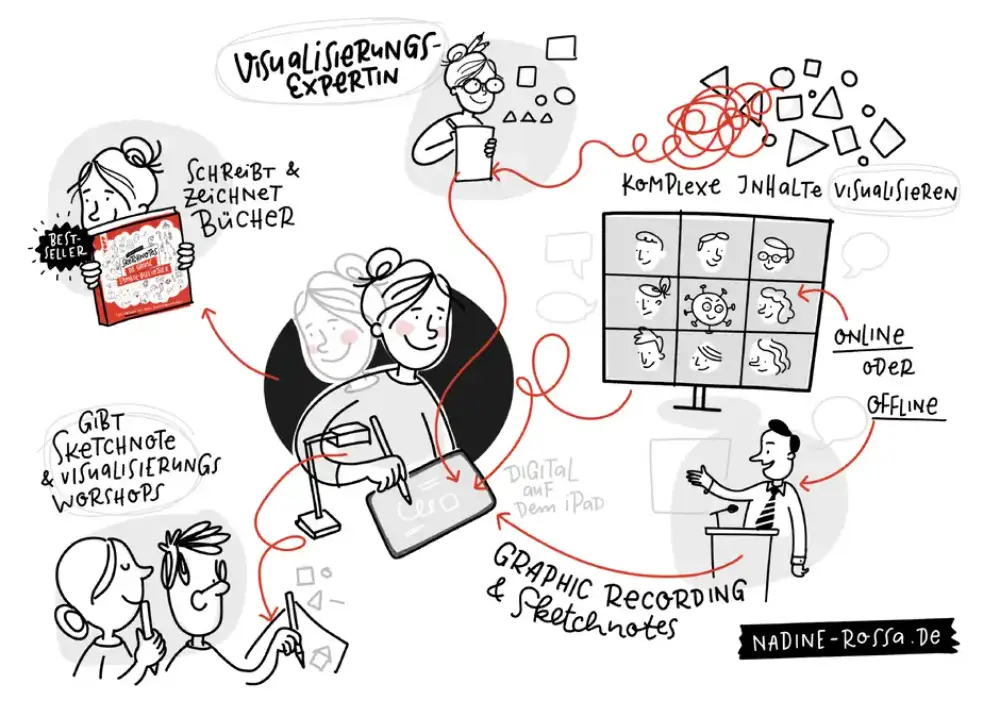 VISUALISIERUNGS-
EXPERTIN
SCHREIBT &
ZEICHNET
BÜCHER
BEST-
SELLER
SKETCHNOTES
KOMPLEXE INHALTE VISUALISIEREN
ONLINE
ODER
OFFLINE
GIBT
SKETCHNOTE
& VISUALISIERUNGS
WORSHOPS
DIGITAL
AUF
DEM iPAD
GRAPHIC RECORDING
& SKETCHNOTES
NADINE-ROSSA.DE